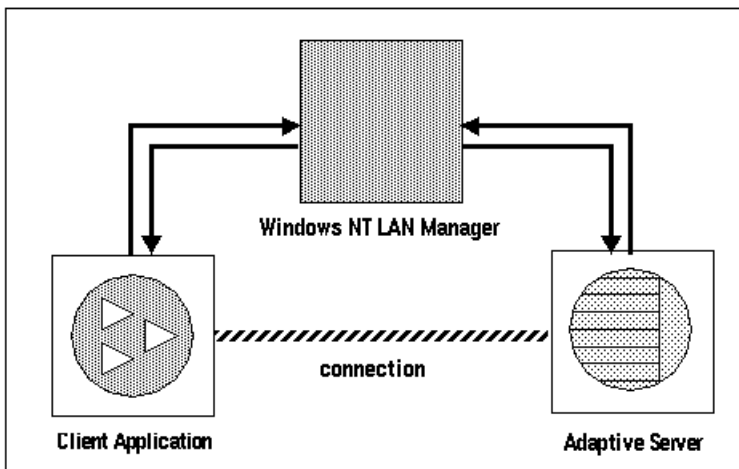 Windows NT LAN Manager
connection
Client Application
Adaptive Server